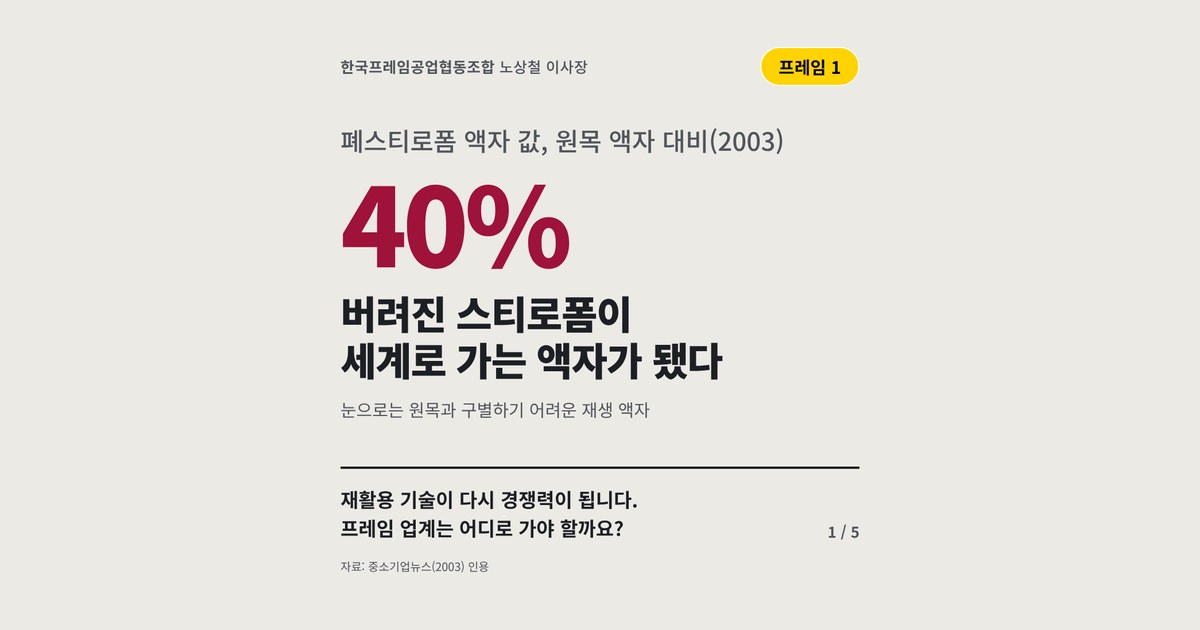 한국프레임공업협동조합 노상철 이사장
프레임 1
폐스티로폼 액자 값, 원목 액자 대비(2003)
40%
버려진 스티로폼이
세계로 가는 액자가 됐다
눈으로는 원목과 구별하기 어려운 재생 액자
재활용 기술이 다시 경쟁력이 됩니다.
프레임 업계는 어디로 가야 할까요?
1 / 5
자료: 중소기업뉴스(2003) 인용